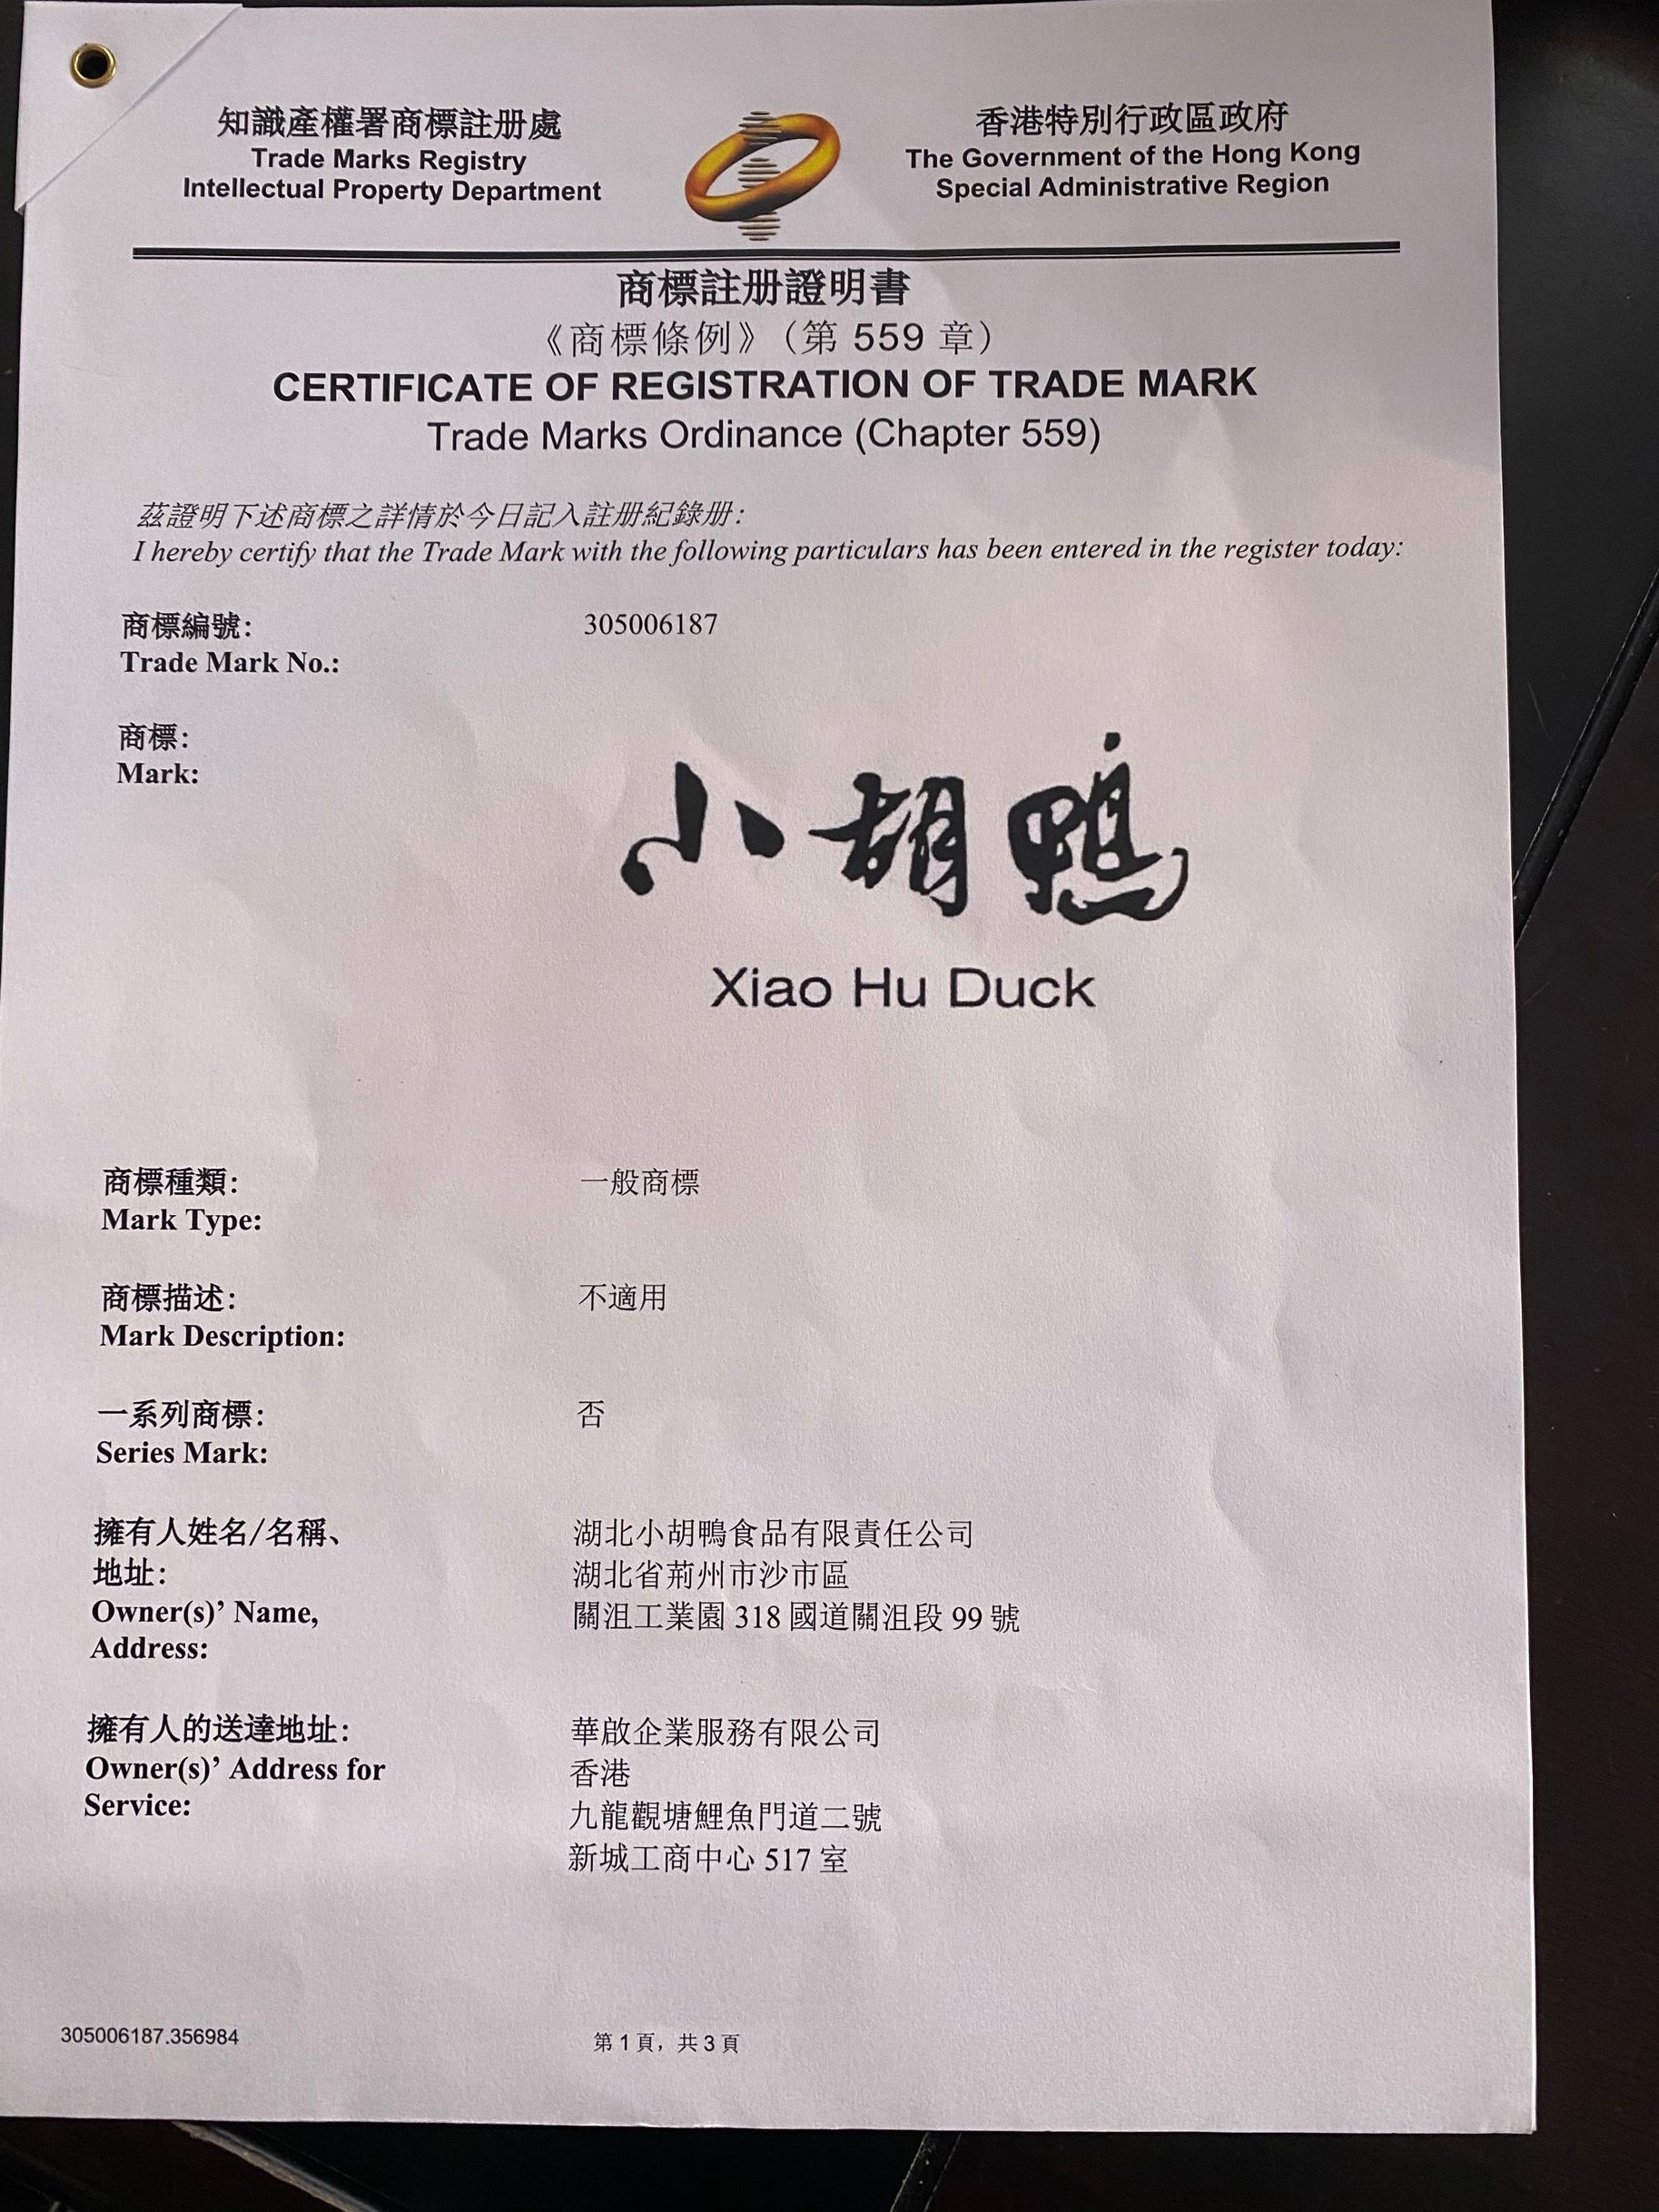 知識產權署商標註册處
Trade Marks Registry
Intellectual Property Department
香港特別行政區政府
The Government of the Hong Kong
Special Administrative Region
商標註册證明書
《商標條例》（第 559 章）
CERTIFICATE OF REGISTRATION OF TRADE MARK
Trade Marks Ordinance (Chapter 559)
茲證明下述商標之詳情於今日記入註册紀錄册：
I hereby certify that the Trade Mark with the following particulars has been entered in the register today:
商標編號：
305006187
Trade Mark No.:
商標：
Mark:
小胡鴨
Xiao Hu Duck
商標種類：
一般商標
Mark Type:
商標描述：
不適用
Mark Description:
一系列商標：
否
Series Mark:
擁有人姓名/名稱、
地址：
Owner(s)’ Name,
Address:
湖北小胡鴨食品有限責任公司
湖北省荊州市沙市區
關沮工業園 318 國道關沮段 99 號
擁有人的送達地址：
Owner(s)’ Address for
Service:
華啟企業服務有限公司
香港
九龍觀塘鯉魚門道二號
新城工商中心 517 室
305006187.356984
第 1 頁，共 3 頁